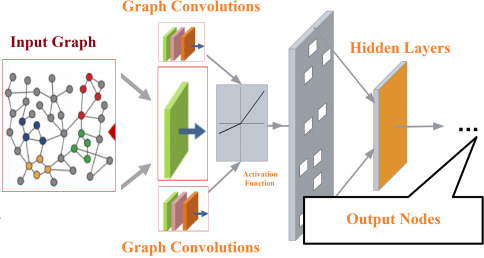 Graph Convolutions
Input Graph
Hidden Layers
Activation
Function
...
Output Nodes
Graph Convolutions